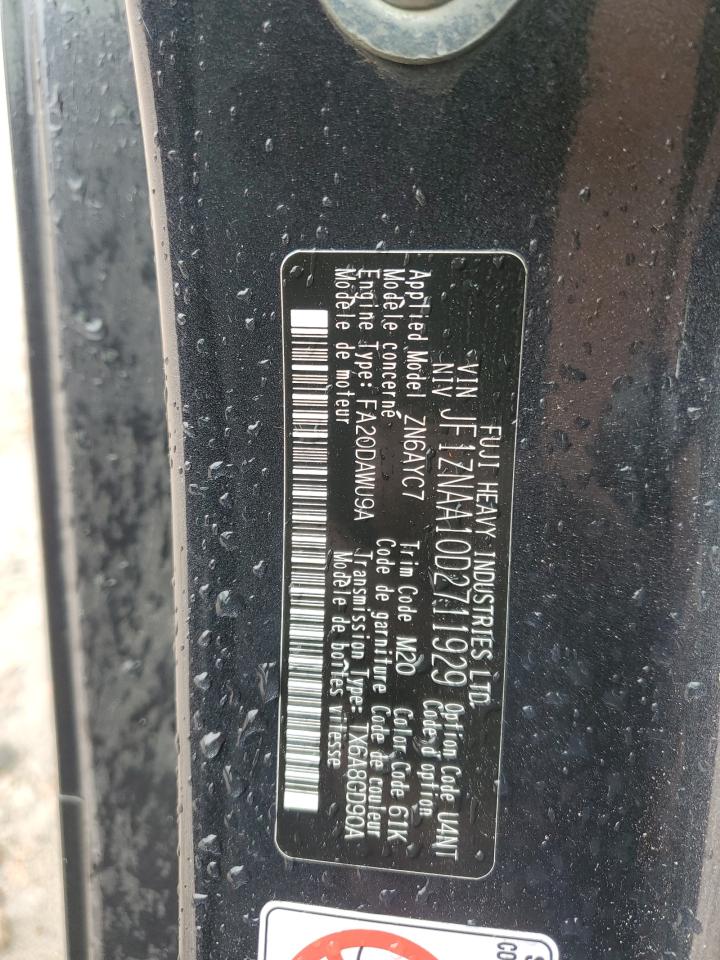 FUJI HEAVY INDUSTRIES LTD.
VIN
NIV JF1ZNAA10D2711929 Option Code U4NT
Code d option
Applied Model ZN6AYC7 Trim Code M20 Color Code 61K
Modèle concerné Code de garniture Code de couleur
Engine Type: FA20DAWU9A Transmission Type: TX6A8GD90A
Modèle de moteur Modèle de boîtes vitesse